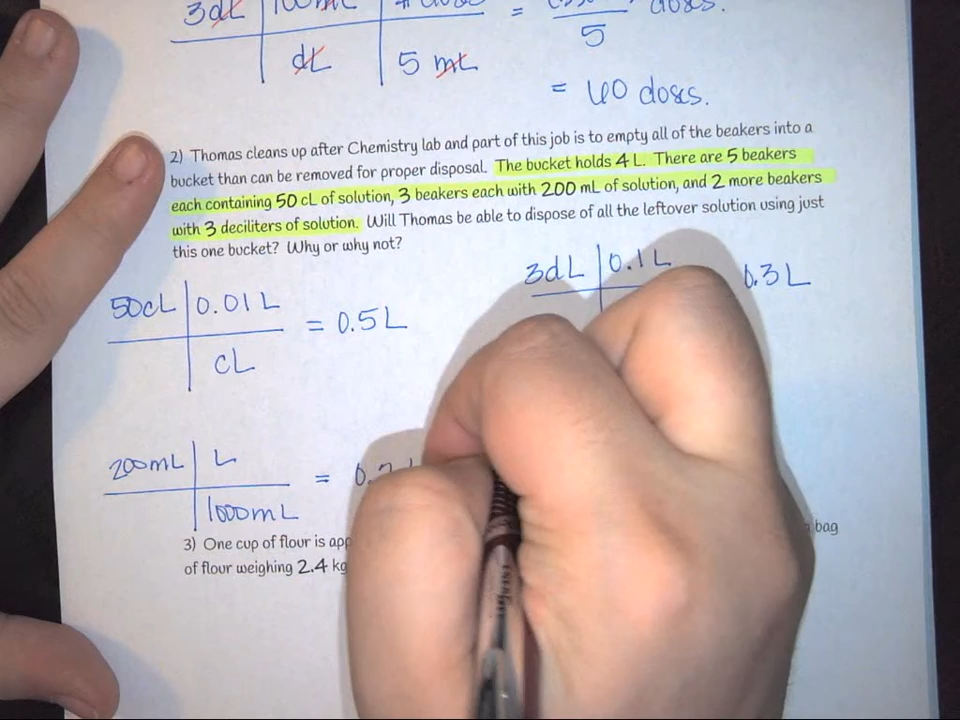 3dL
= doses.
dL 5 mL 5
= 60 doses.
2) Thomas cleans up after Chemistry lab and part of this job is to empty all of the beakers into a
bucket than can be removed for proper disposal. The bucket holds 4 L. There are 5 beakers
each containing 50 cL of solution, 3 beakers each with 200 mL of solution, and 2 more beakers
with 3 deciliters of solution. Will Thomas be able to dispose of all the leftover solution using just
this one bucket? Why or why not?
3dL 0.1L 0.3L
50cL 0.01 L = 0.5L
cL
200mL L = 0.2L
1000mL
3) One cup of flour is app bag
of flour weighing 2.4 kg